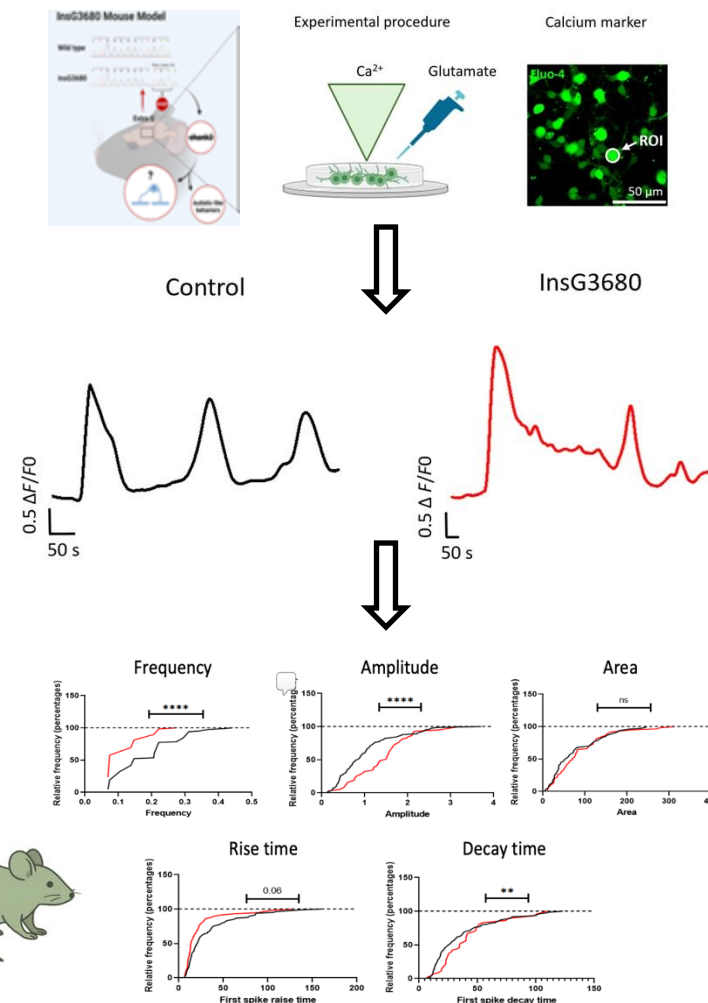 InsG3680 Mouse Model
Wild type
InsG3680
Extra G
shank3
?
Autistic-like
behaviors
Experimental procedure
Ca2+
Glutamate
Calcium marker
Fluo-4
ROI
50 µm
Control
InsG3680
0.5 ΔF/F0
50 s
0.5 Δ F/F0
50 s
Frequency
Relative frequency (percentages)
150
100
50
0
****
0.0
0.1
0.2
0.3
0.4
0.5
Frequency
Amplitude
Relative frequency (percentages)
150
100
50
0
****
0
1
2
3
4
Amplitude
Area
Relative frequency (percentages)
150
100
50
0
ns
0
100
200
300
Area
Rise time
Relative frequency (percentages)
150
100
50
0
0.06
0
50
100
150
200
First spike raise time
Decay time
Relative frequency (percentages)
150
100
50
0
**
0
50
100
150
First spike decay time